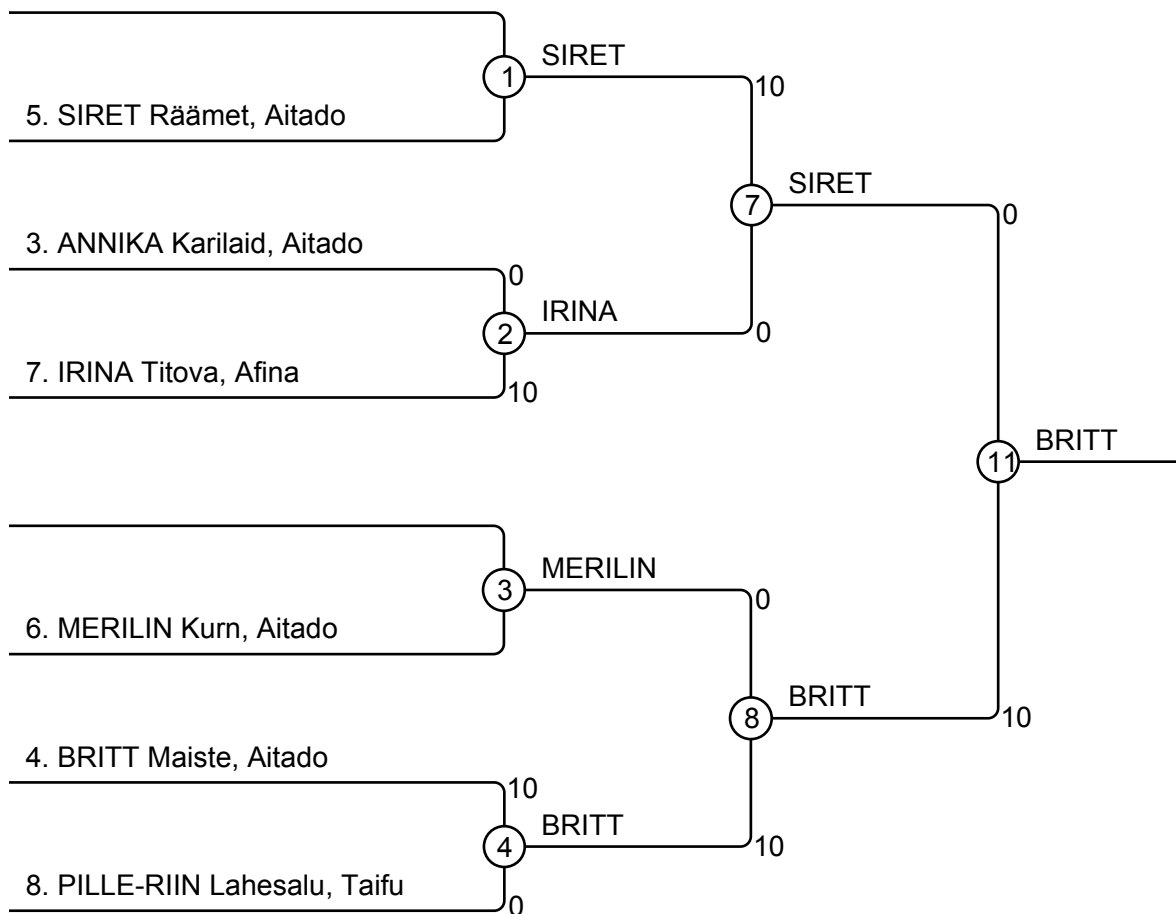 SIRET
1
10
5. SIRET Räämet, Aitado
SIRET
7
0
3. ANNIKA Karilaid, Aitado
0
IRINA
2
0
7. IRINA Titova, Afina
10
BRITT
11
MERILIN
3
0
6. MERILIN Kurn, Aitado
BRITT
8
10
4. BRITT Maiste, Aitado
10
BRITT
4
10
8. PILLE-RIIN Lahesalu, Taifu
0